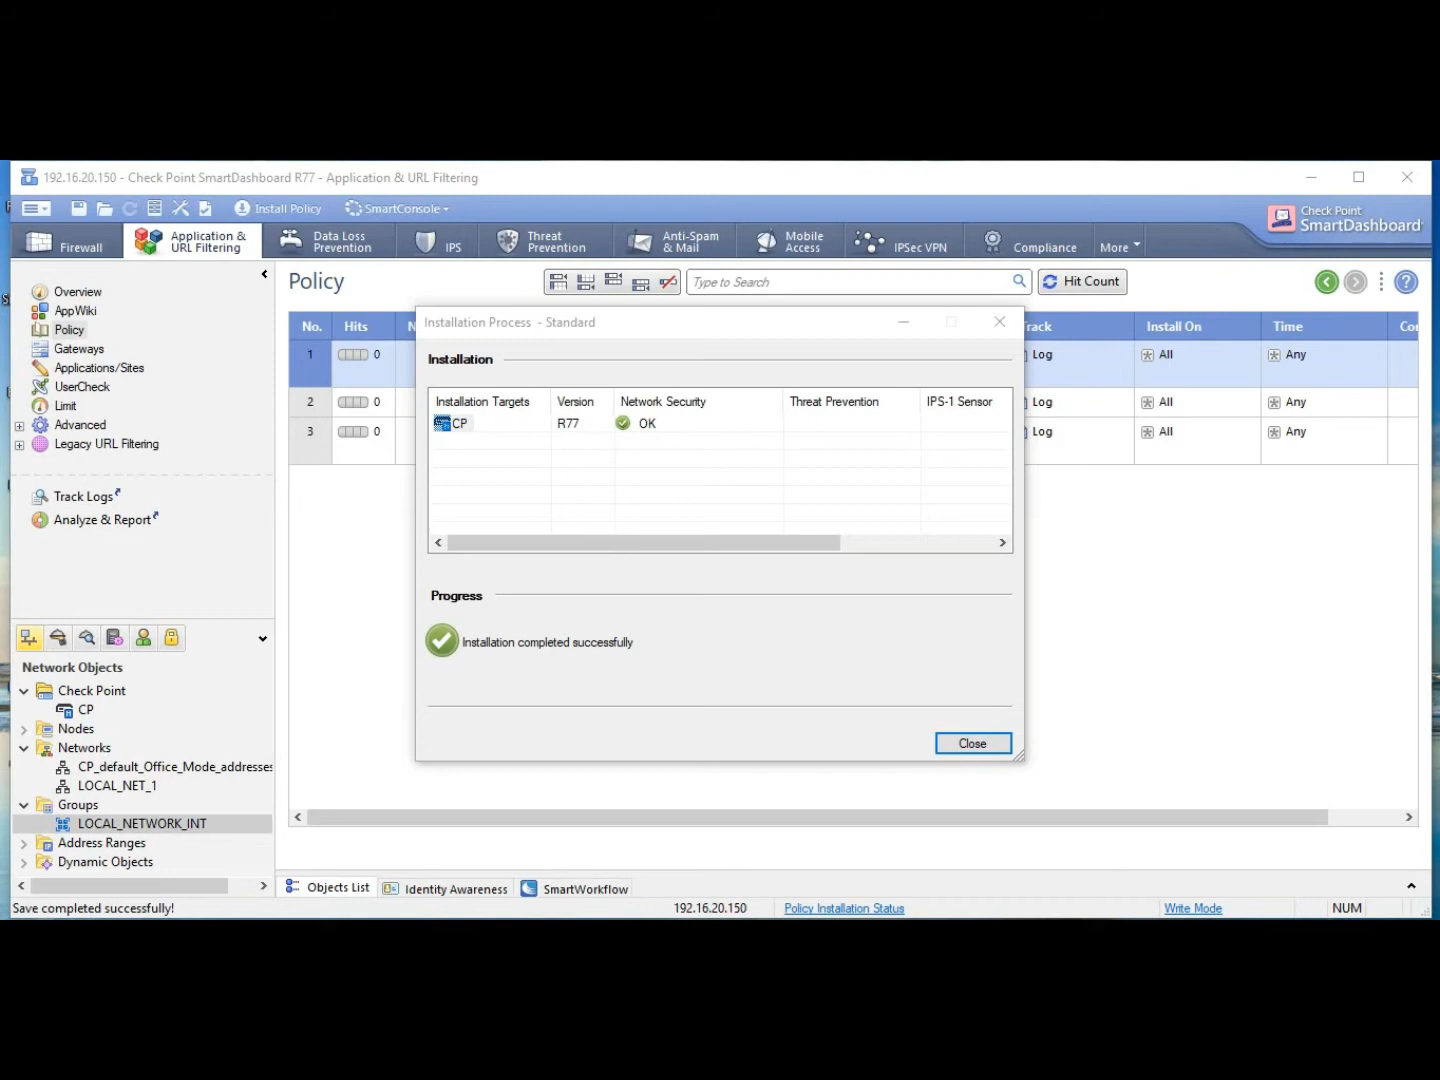 192.16.20.150 - Check Point SmartDashboard R77 - Application & URL Filtering
Install Policy
SmartConsole
Check Point
SmartDashboard
Firewall
Application &
URL Filtering
Data Loss
Prevention
IPS
Threat
Prevention
Anti-Spam
& Mail
Mobile
Access
IPSec VPN
Compliance
More
Overview
AppWiki
Policy
Gateways
Applications/Sites
UserCheck
Limit
Advanced
Legacy URL Filtering
Track Logs
Analyze & Report
Policy
Type to Search
Hit Count
No. Hits N Track Install On Time Co
1 0 Log All Any
2 0 Log All Any
3 0 Log All Any
Installation Process - Standard
Installation
Installation Targets Version Network Security Threat Prevention IPS-1 Sensor
CP R77 OK
Progress
Installation completed successfully
Close
Network Objects
Check Point
CP
Nodes
Networks
CP_default_Office_Mode_addresses
LOCAL_NET_1
Groups
LOCAL_NETWORK_INT
Address Ranges
Dynamic Objects
Objects List Identity Awareness SmartWorkflow
Save completed successfully! 192.16.20.150 Policy Installation Status Write Mode NUM